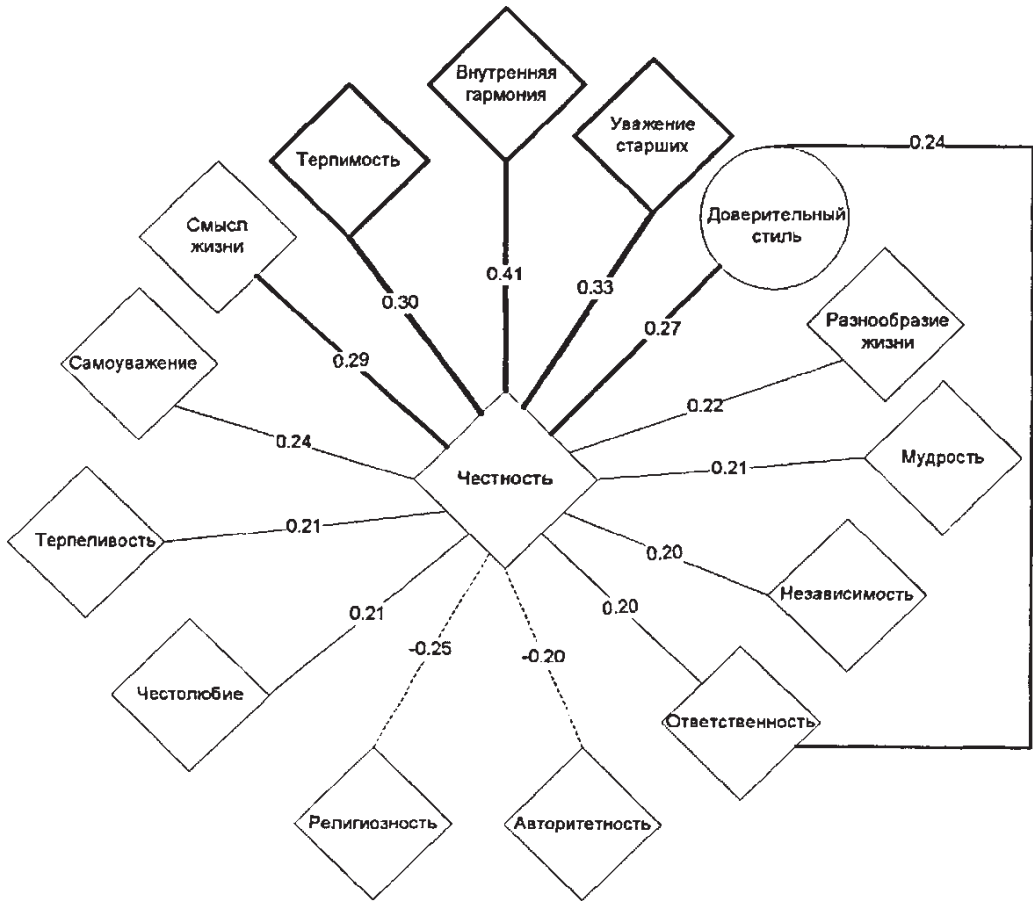 Внутренняя
гармония
Уважение
старших
Терпимость
0.24
Смысл
жизни
Доверительный
стиль
0.41
0.33
0.30
0.27
Разнообразие
жизни
Самоуважение
0.29
0.22
0.24
Мудрость
0.21
Честность
Терпеливость
0.21
0.20
Независимость
0.21
0.20
-0.25
-0.20
Честолюбие
Ответственность
Религиозность
Авторитетность